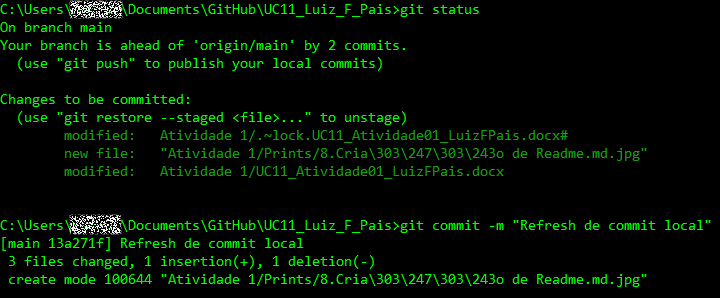 C:\Users\ \Documents\GitHub\UC11_Luiz_F_Pais>git status
On branch main
Your branch is ahead of 'origin/main' by 2 commits.
(use "git push" to publish your local commits)
Changes to be committed:
(use "git restore --staged <file>..." to unstage)
modified: Atividade 1/.~lock.UC11_Atividade01_LuizFPais.docx#
new file: "Atividade 1/Prints/8.Cria\303\247\303\243o de Readme.md.jpg"
modified: Atividade 1/UC11_Atividade01_LuizFPais.docx
C:\Users\ \Documents\GitHub\UC11_Luiz_F_Pais>git commit -m "Refresh de commit local"
[main 13a271f] Refresh de commit local
3 files changed, 1 insertion(+), 1 deletion(-)
create mode 100644 "Atividade 1/Prints/8.Cria\303\247\303\243o de Readme.md.jpg"